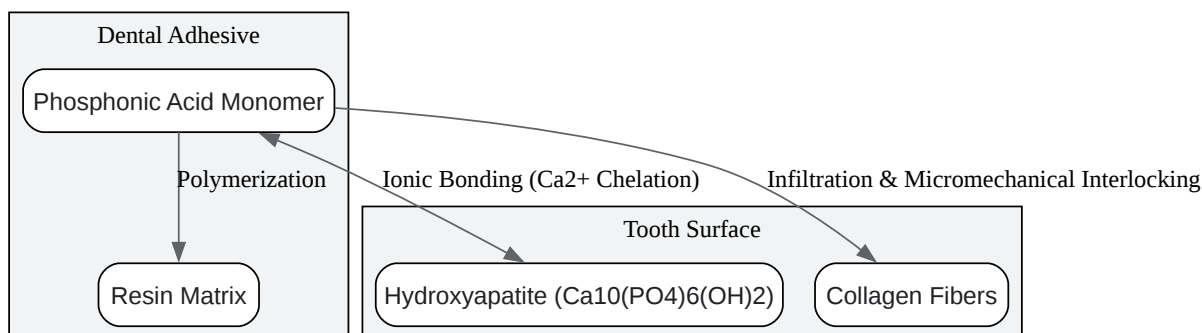 Dental Adhesive
Phosphonic Acid Monomer
Polymerization
Ionic Bonding (Ca2+ Chelation)
Infiltration & Micromechanical Interlocking
Tooth Surface
Resin Matrix
Hydroxyapatite (Ca10(PO4)6(OH)2)
Collagen Fibers